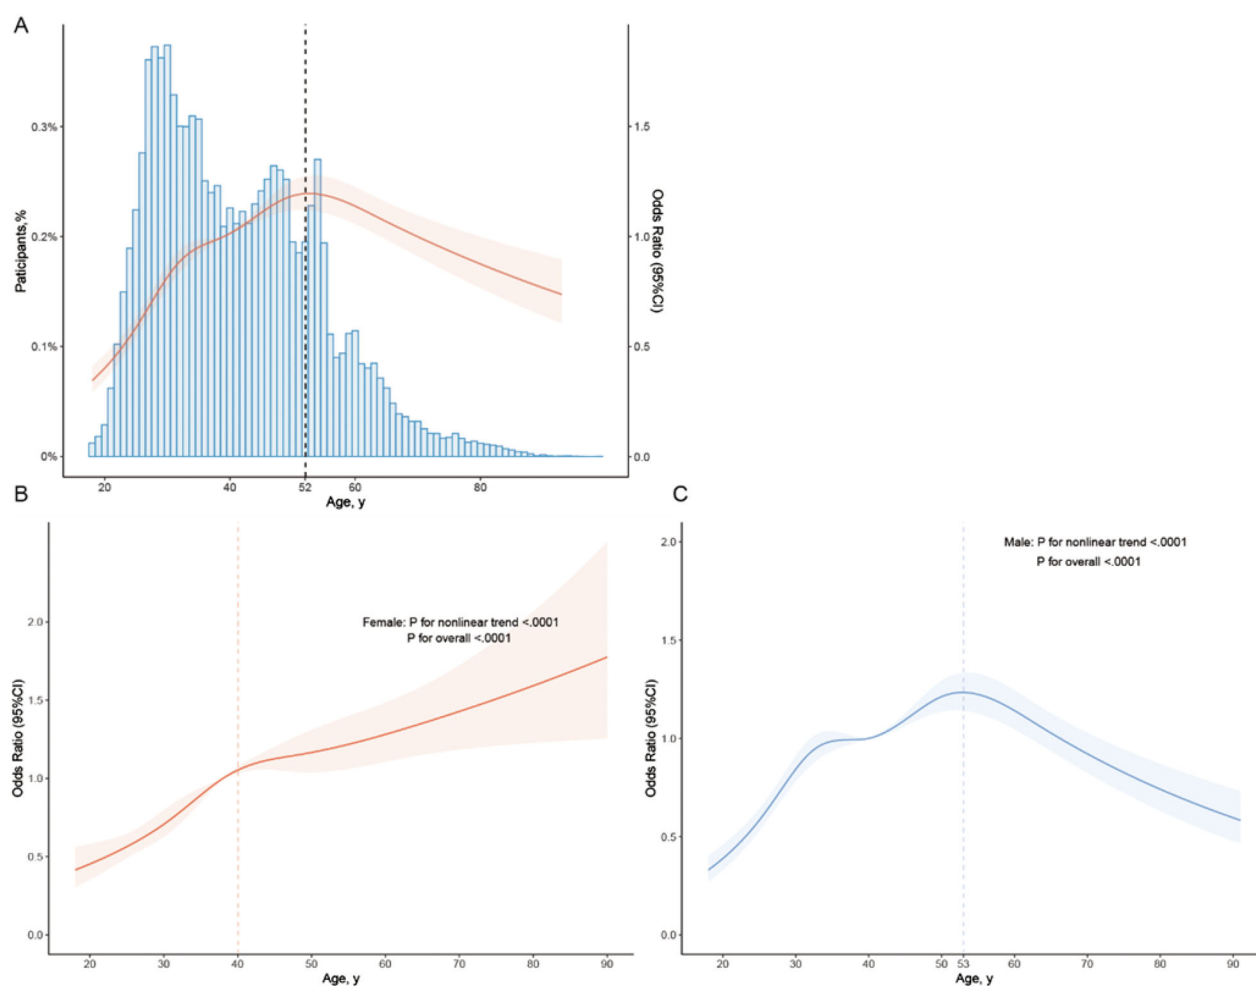 A
0.3%
0.2%
0.1%
0%
Paticipants,%
1.5
1.0
0.5
0.0
Odds Ratio (95%CI)
20 40 52 60 80
Age, y
B
2.0
1.5
1.0
0.5
0.0
Odds Ratio (95%CI)
Female: P for nonlinear trend <.0001
P for overall <.0001
20 30 40 50 60 70 80 90
Age, y
C
2.0
1.5
1.0
0.5
0.0
Odds Ratio (95%CI)
Male: P for nonlinear trend <.0001
P for overall <.0001
20 30 40 50 53 60 70 80 90
Age, y